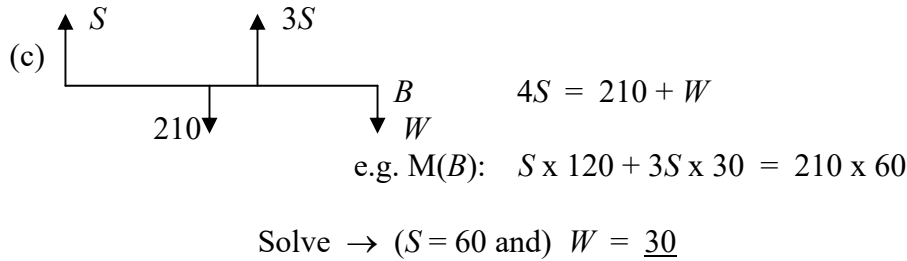 S 3S
(c)
B 4S = 210 + W
210 W
e.g. M(B): S x 120 + 3S x 30 = 210 x 60
Solve → (S = 60 and) W = 30